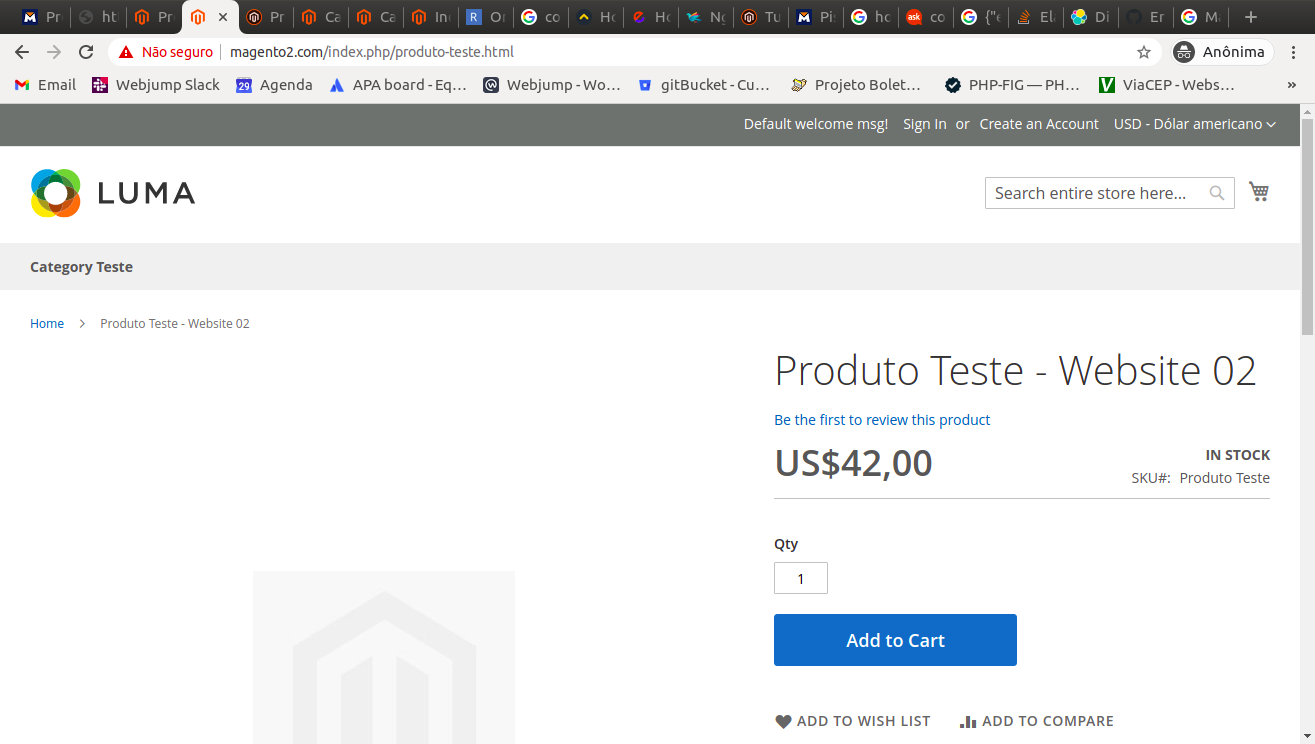 Pr ht Pr Pr Ca Ca In Or co Ho Ho Ng Tu Pi ho co {"e El Di Er M
Não seguro magento2.com/index.php/produto-teste.html Anônima
Email Webjump Slack 29 Agenda APA board - Eq... Webjump - Wo... gitBucket - Cu... Projeto Bolet... PHP-FIG — PH... ViaCEP - Webs... »
Default welcome msg! Sign In or Create an Account USD - Dólar americano
LUMA
Search entire store here...
Category Teste
Home Produto Teste - Website 02
Produto Teste - Website 02
Be the first to review this product
US$42,00
IN STOCK
SKU#: Produto Teste
Qty
1
Add to Cart
ADD TO WISH LIST ADD TO COMPARE